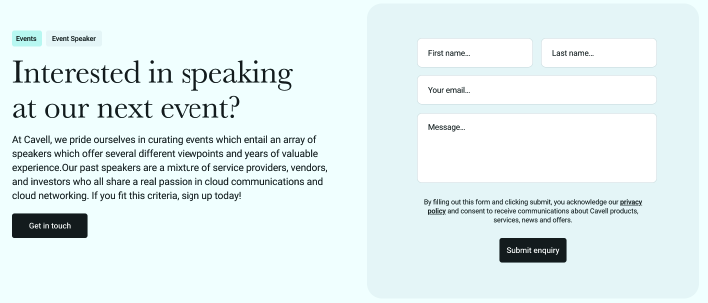 Events
Event Speaker
Interested in speaking
at our next event?
At Cavell, we pride ourselves in curating events which entail an array of
speakers which offer several different viewpoints and years of valuable
experience.Our past speakers are a mixture of service providers, vendors,
and investors who all share a real passion in cloud communications and
cloud networking. If you fit this criteria, sign up today!
Get in touch
First name...
Last name...
Your email...
Message...
By filling out this form and clicking submit, you acknowledge our privacy
policy and consent to receive communications about Cavell products,
services, news and offers.
Submit enquiry